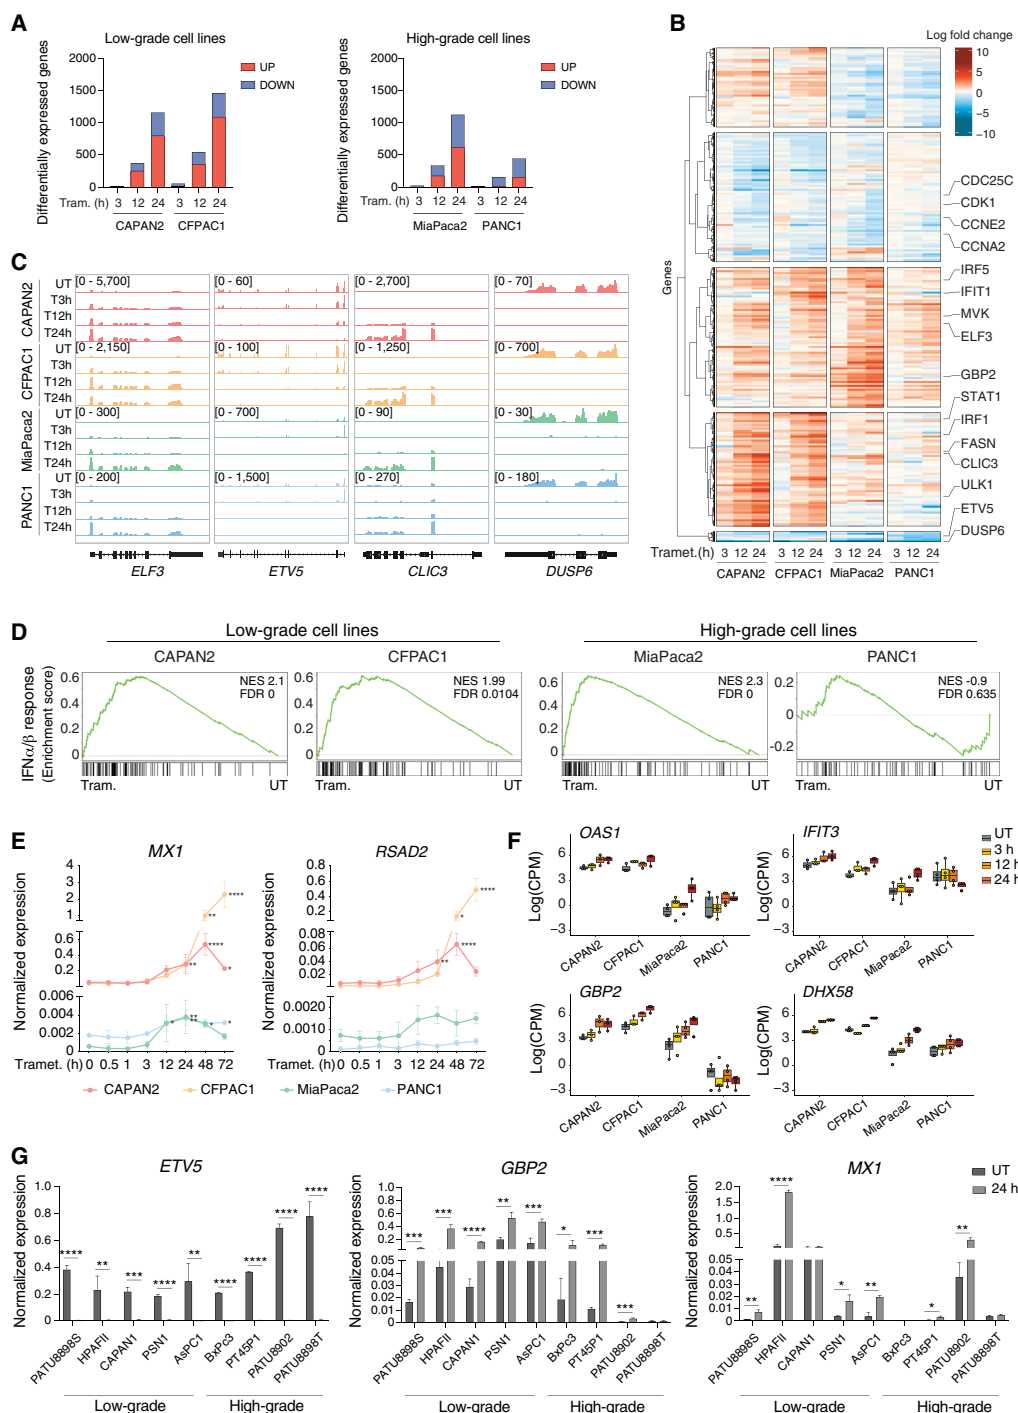 A
Low-grade cell lines
High-grade cell lines
Differentially expressed genes
2000
1500
1000
500
0
UP
DOWN
Tram. (h) 3 12 24 3 12 24
CAPAN2 CFPAC1
Differentially expressed genes
2000
1500
1000
500
0
UP
DOWN
Tram. (h) 3 12 24 3 12 24
MiaPaca2 PANC1
B
Log fold change
10
5
0
−5
−10
Genes
CDC25C
CDK1
CCNE2
CCNA2
IRF5
IFIT1
MVK
ELF3
GBP2
STAT1
IRF1
FASN
CLIC3
ULK1
ETV5
DUSP6
Tramet.(h) 3 12 24 3 12 24 3 12 24 3 12 24
CAPAN2 CFPAC1 MiaPaca2 PANC1
C
CAPAN2
UT
T3h
T12h
T24h
[0 - 5,700] [0 - 60] [0 - 2,700] [0 - 70]
CFPAC1
UT
T3h
T12h
T24h
[0 - 2,150] [0 - 100] [0 - 1,250] [0 - 700]
MiaPaca2
UT
T3h
T12h
T24h
[0 - 300] [0 - 700] [0 - 90] [0 - 30]
PANC1
UT
T3h
T12h
T24h
[0 - 200] [0 - 1,500] [0 - 270] [0 - 180]
ELF3 ETV5 CLIC3 DUSP6
D
Low-grade cell lines
High-grade cell lines
CAPAN2 CFPAC1 MiaPaca2 PANC1
IFNα/β response
(Enrichment score)
0.6
0.4
0.2
0
NES 2.1
FDR 0
Tram. UT
0.6
0.4
0.2
0
NES 1.99
FDR 0.0104
Tram. UT
0.6
0.4
0.2
0
NES 2.3
FDR 0
Tram. UT
0.2
0
-0.2
NES -0.9
FDR 0.635
Tram. UT
E
MX1
Normalized expression
4
3
2
1
0.6
0.4
0.2
0.006
0.004
0.002
0
**** ** **** ** * * ** ** * *
Tramet. (h) 0 0.5 1 3 12 24 48 72
RSAD2
Normalized expression
0.8
0.6
0.4
0.2
0.08
0.06
0.04
0.02
0.00
0.0020
0.0010
0
**** * **** **
Tramet. (h) 0 0.5 1 3 12 24 48 72
CAPAN2 CFPAC1 MiaPaca2 PANC1
F
OAS1
Log(CPM)
6
3
0
−3
CAPAN2 CFPAC1 MiaPaca2 PANC1
IFIT3
Log(CPM)
6
3
0
−3
CAPAN2 CFPAC1 MiaPaca2 PANC1
UT
3 h
12 h
24 h
GBP2
Log(CPM)
6
3
0
−3
CAPAN2 CFPAC1 MiaPaca2 PANC1
DHX58
Log(CPM)
6
3
0
−3
CAPAN2 CFPAC1 MiaPaca2 PANC1
G
ETV5
Normalized expression
1.0
0.8
0.6
0.4
0.2
0
**** ** *** **** ** **** **** **** ****
PATU8898S HPAFII CAPAN1 PSN1 AsPC1 BxPc3 PT45P1 PATU8902 PATU8898T
Low-grade High-grade
GBP2
Normalized expression
1.0
0.8
0.6
0.4
0.2
0.05
0.04
0.03
0.02
0.01
0
*** *** **** ** *** * *** ***
PATU8898S HPAFII CAPAN1 PSN1 AsPC1 BxPc3 PT45P1 PATU8902 PATU8898T
Low-grade High-grade
MX1
Normalized expression
2.0
1.5
1.0
0.5
0.05
0.04
0.03
0.02
0.01
0
** **** * ** * **
UT
24 h
PATU8898S HPAFII CAPAN1 PSN1 AsPC1 BxPc3 PT45P1 PATU8902 PATU8898T
Low-grade High-grade